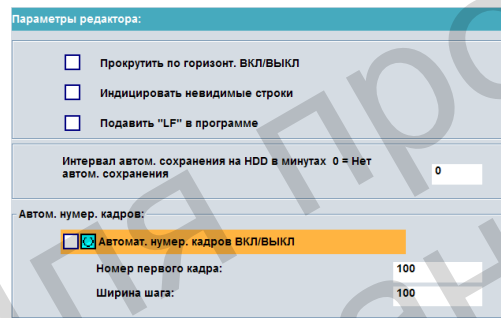 Параметры редактора:
Прокрутить по горизонт. ВКЛ/ВЫКЛ
Индицировать невидимые строки
Подавить "LF" в программе
Интервал автом. сохранения на HDD в минутах 0 = Нет
автом. сохранения
0
Автом. нумер. кадров:
Автомат. нумер. кадров ВКЛ/ВЫКЛ
Номер первого кадра:
100
Ширина шага:
100